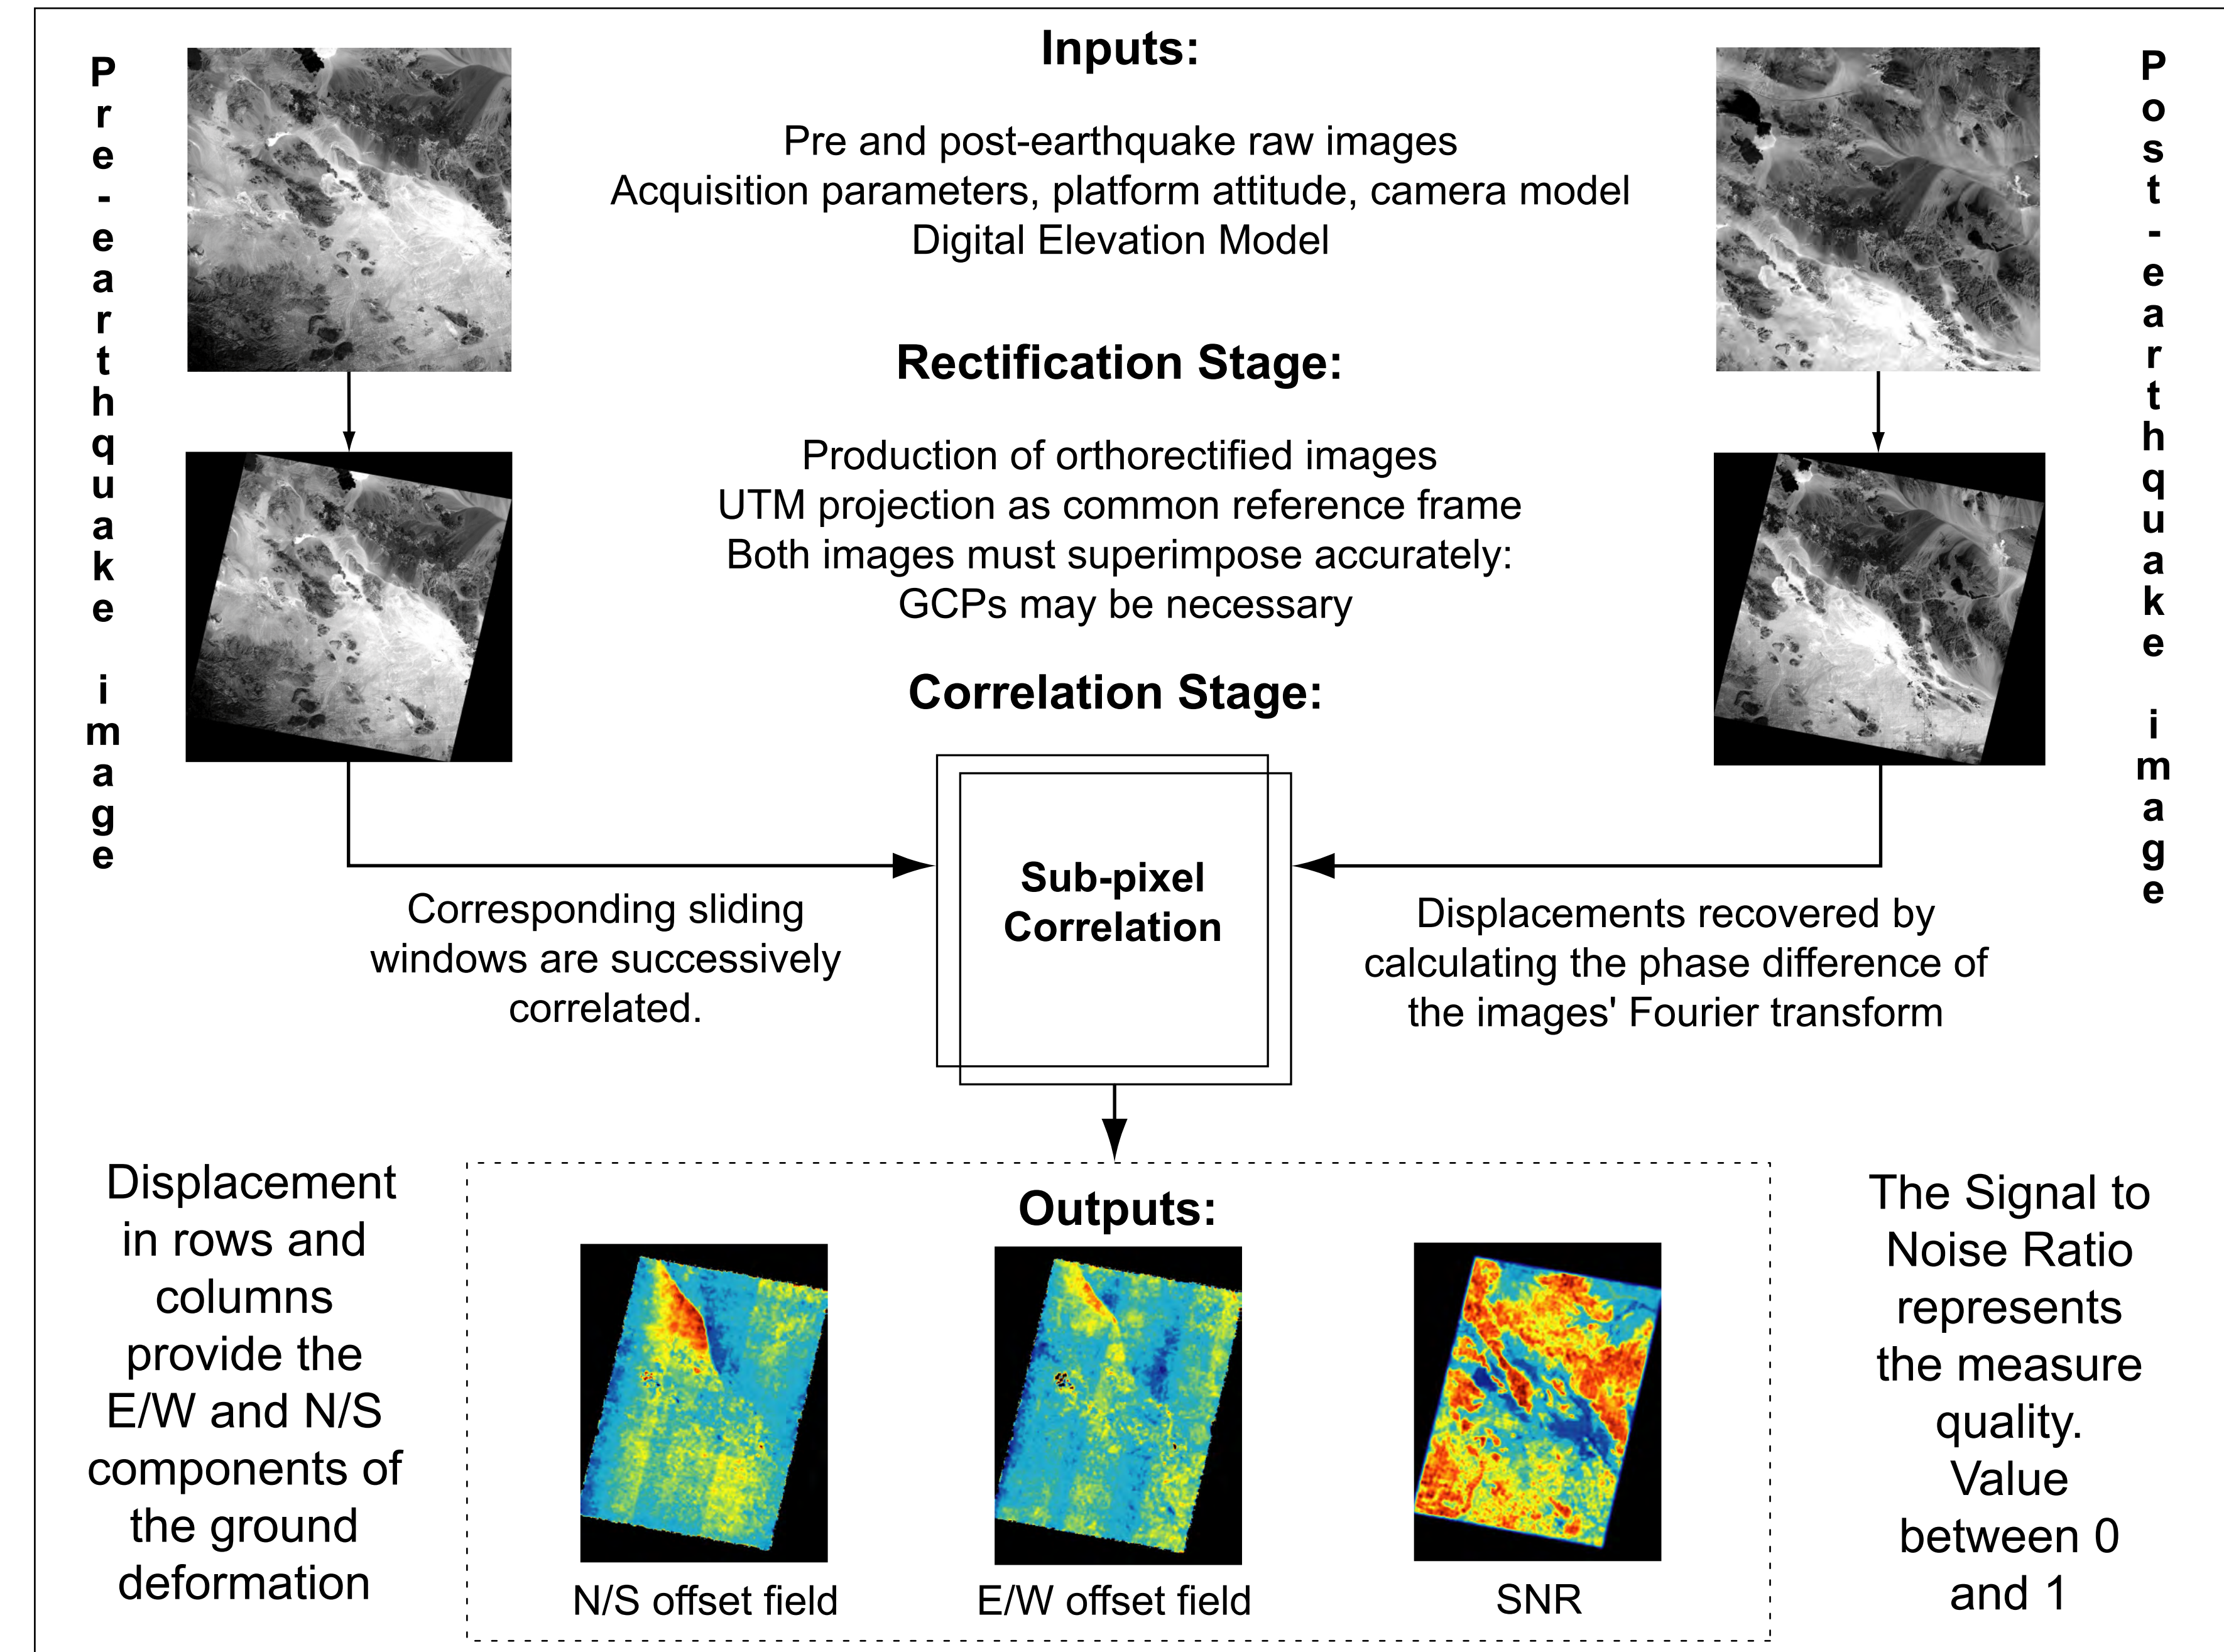 Pre-earthquake image
Inputs:
Pre and post-earthquake raw images
Acquisition parameters, platform attitude, camera model
Digital Elevation Model
Post-earthquake image
Rectification Stage:
Production of orthorectified images
UTM projection as common reference frame
Both images must superimpose accurately:
GCPs may be necessary
Correlation Stage:
Sub-pixel
Correlation
Corresponding sliding
windows are successively
correlated.
Displacements recovered by
calculating the phase difference of
the images' Fourier transform
Displacement
in rows and
columns
provide the
E/W and N/S
components of
the ground
deformation
Outputs:
N/S offset field
E/W offset field
SNR
The Signal to
Noise Ratio
represents
the measure
quality.
Value
between 0
and 1